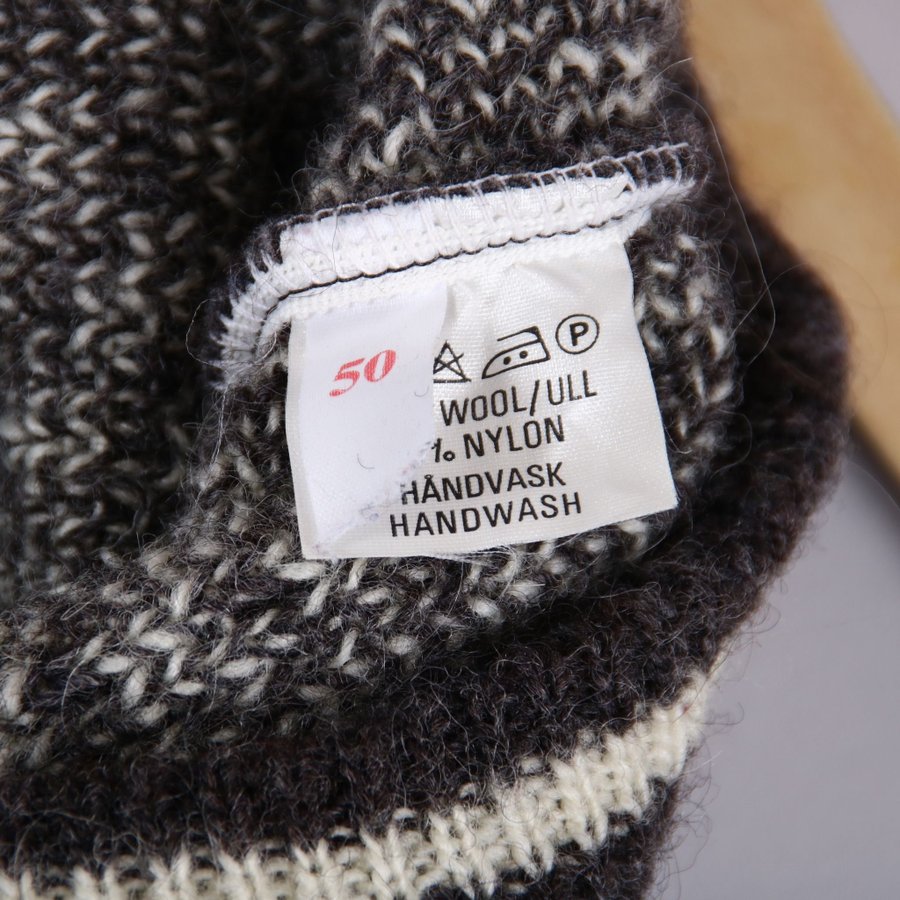 50
P
WOOL/ULL
% NYLON
HÅNDVASK
HANDWASH